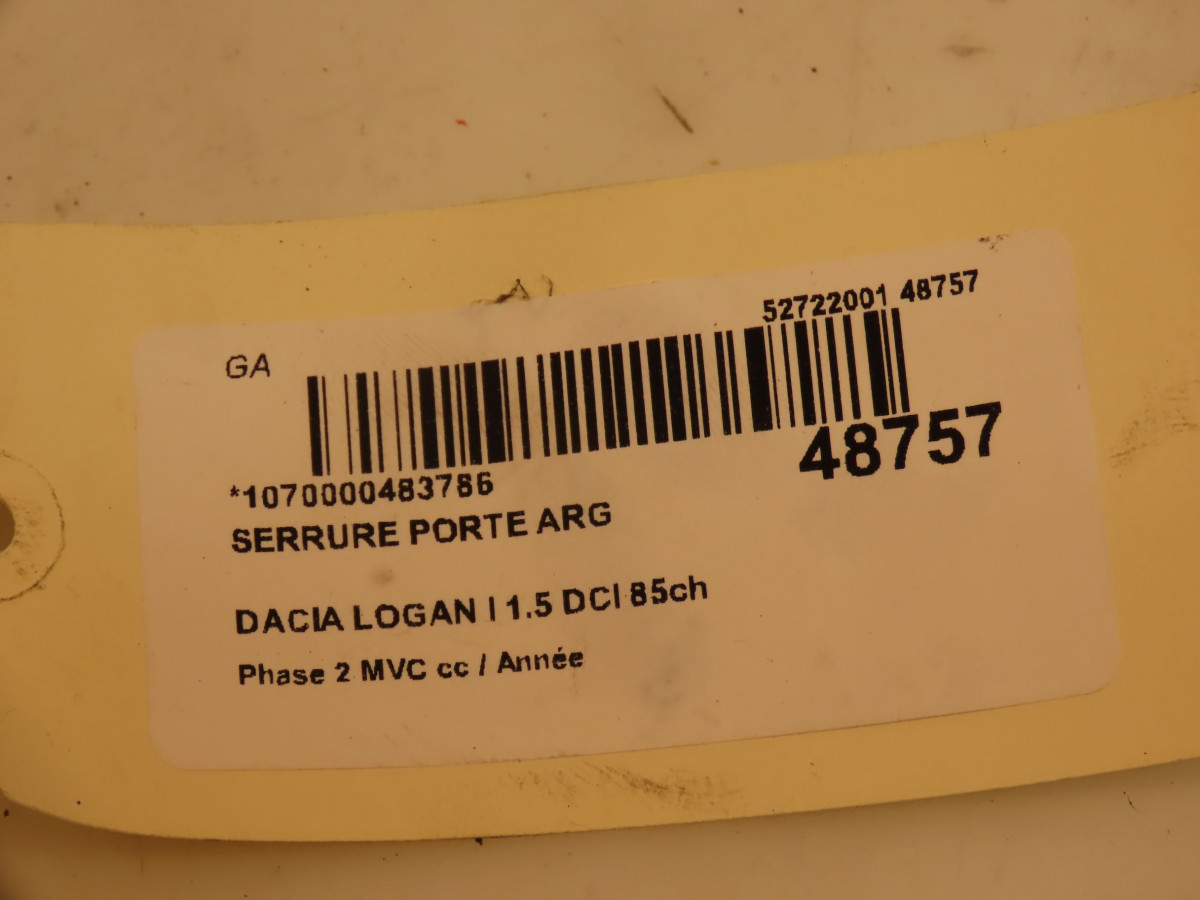 52722001 48757
GA
48757
*1070000483786
SERRURE PORTE ARG
DACIA LOGAN I 1.5 DCI 85ch
Phase 2 MVC cc / Année